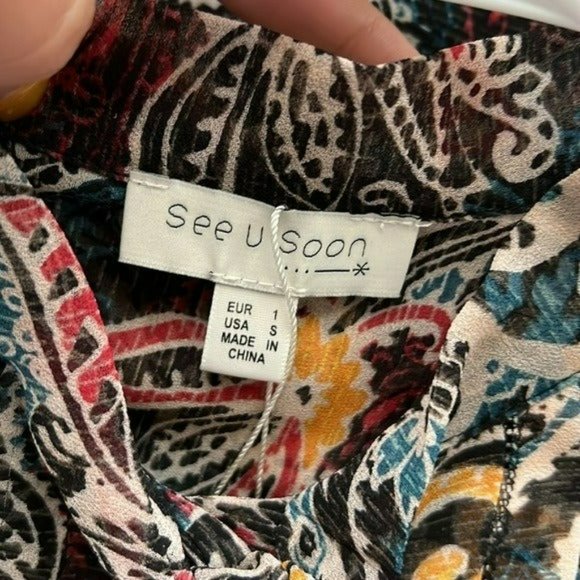 See U Soon
EUR 1
USA S
MADE IN
CHINA